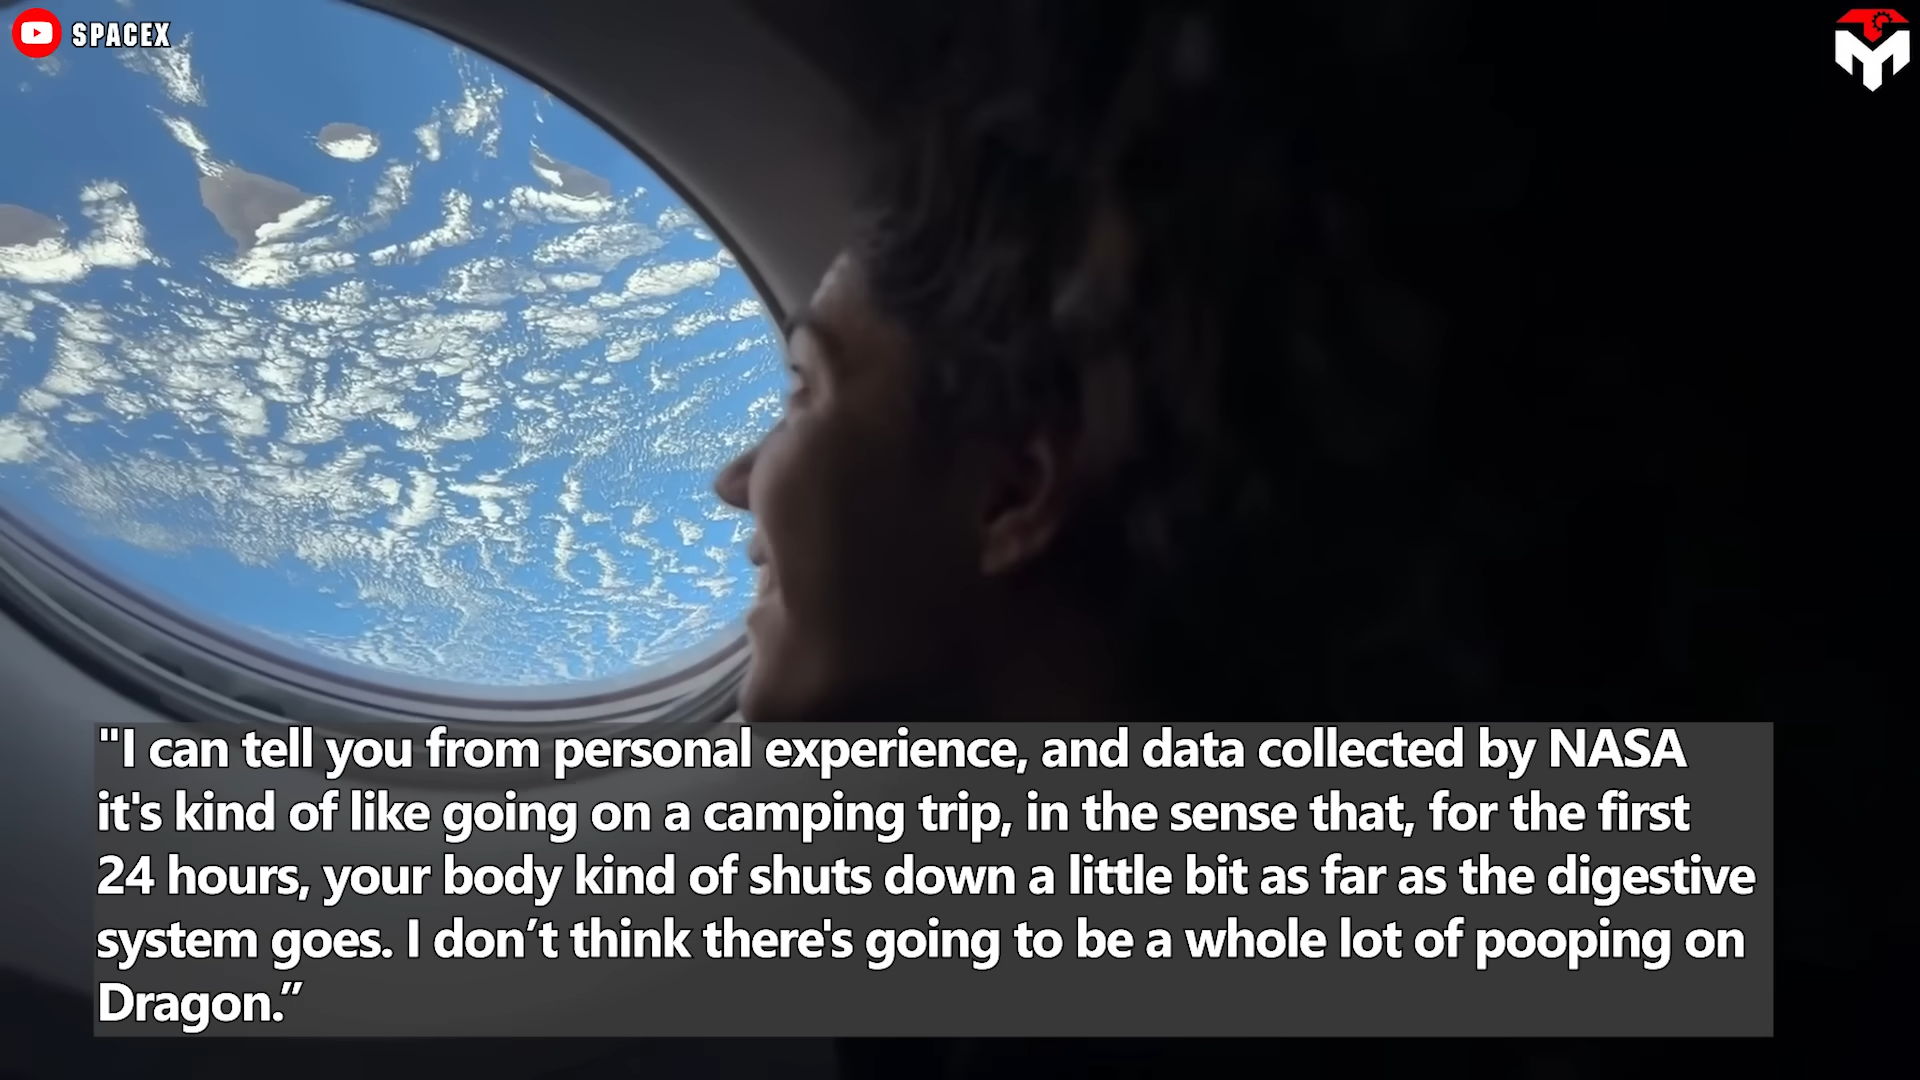 SPACEX
"I can tell you from personal experience, and data collected by NASA
it's kind of like going on a camping trip, in the sense that, for the first
24 hours, your body kind of shuts down a little bit as far as the digestive
system goes. I don’t think there's going to be a whole lot of pooping on
Dragon.”